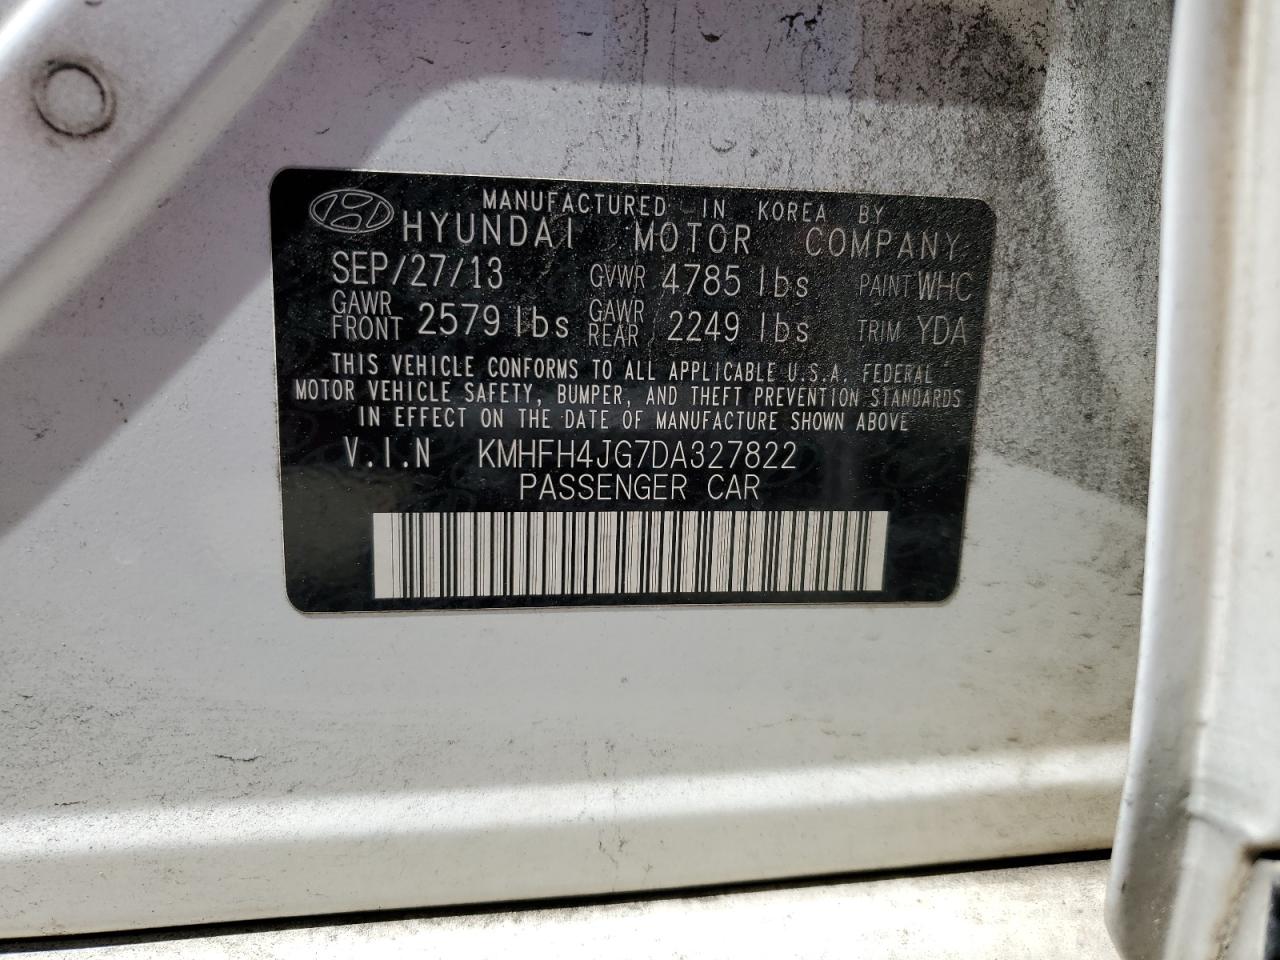 MANUFACTURED IN KOREA BY
HYUNDAI MOTOR COMPANY
SEP/27/13 GVWR 4785 lbs PAINT WHC
GAWR FRONT 2579 lbs GAWR REAR 2249 lbs TRIM YDA
THIS VEHICLE CONFORMS TO ALL APPLICABLE U.S.A. FEDERAL
MOTOR VEHICLE SAFETY, BUMPER, AND THEFT PREVENTION STANDARDS
IN EFFECT ON THE DATE OF MANUFACTURE SHOWN ABOVE
V.I.N KMHFH4JG7DA327822
PASSENGER CAR